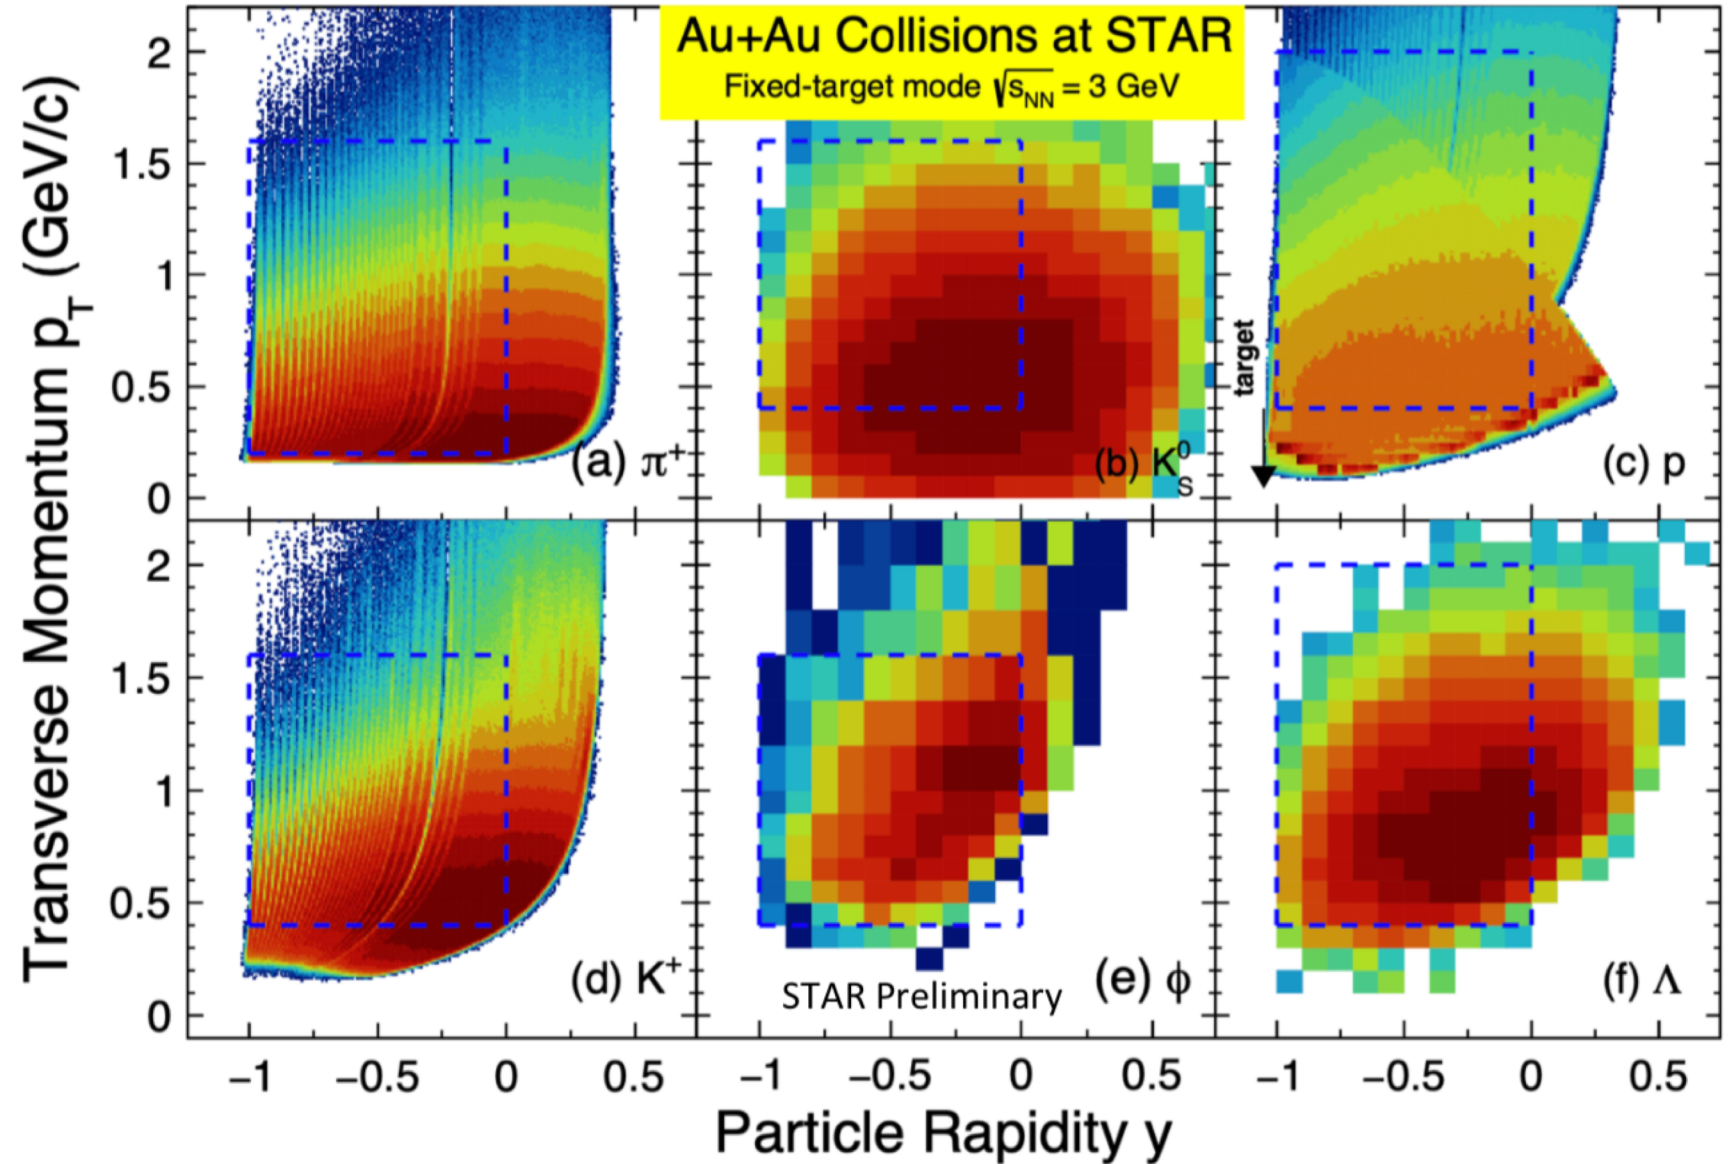 Au+Au Collisions at STAR
Fixed-target mode √sNN = 3 GeV
Transverse Momentum pT (GeV/c)
2
1.5
1
0.5
0
(a) π+
(b) K0S
target
(c) p
2
1.5
1
0.5
0
(d) K+
STAR Preliminary
(e) ϕ
(f) Λ
−1 −0.5 0 0.5 −1 −0.5 0 0.5 −1 −0.5 0 0.5
Particle Rapidity y